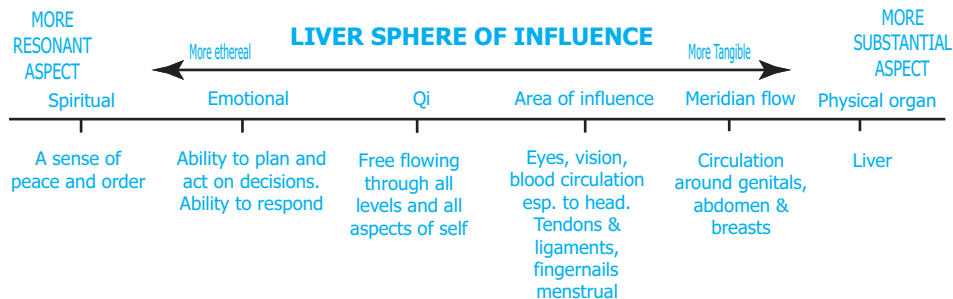 MORE
RESONANT
ASPECT
More ethereal
LIVER SPHERE OF INFLUENCE
More Tangible
MORE
SUBSTANTIAL
ASPECT
Spiritual
Emotional
Qi
Area of influence
Meridian flow
Physical organ
A sense of
peace and order
Ability to plan and
act on decisions.
Ability to respond
Free flowing
through all
levels and all
aspects of self
Eyes, vision,
blood circulation
esp. to head.
Tendons &
ligaments,
fingernails
menstrual
Circulation
around genitals,
abdomen &
breasts
Liver